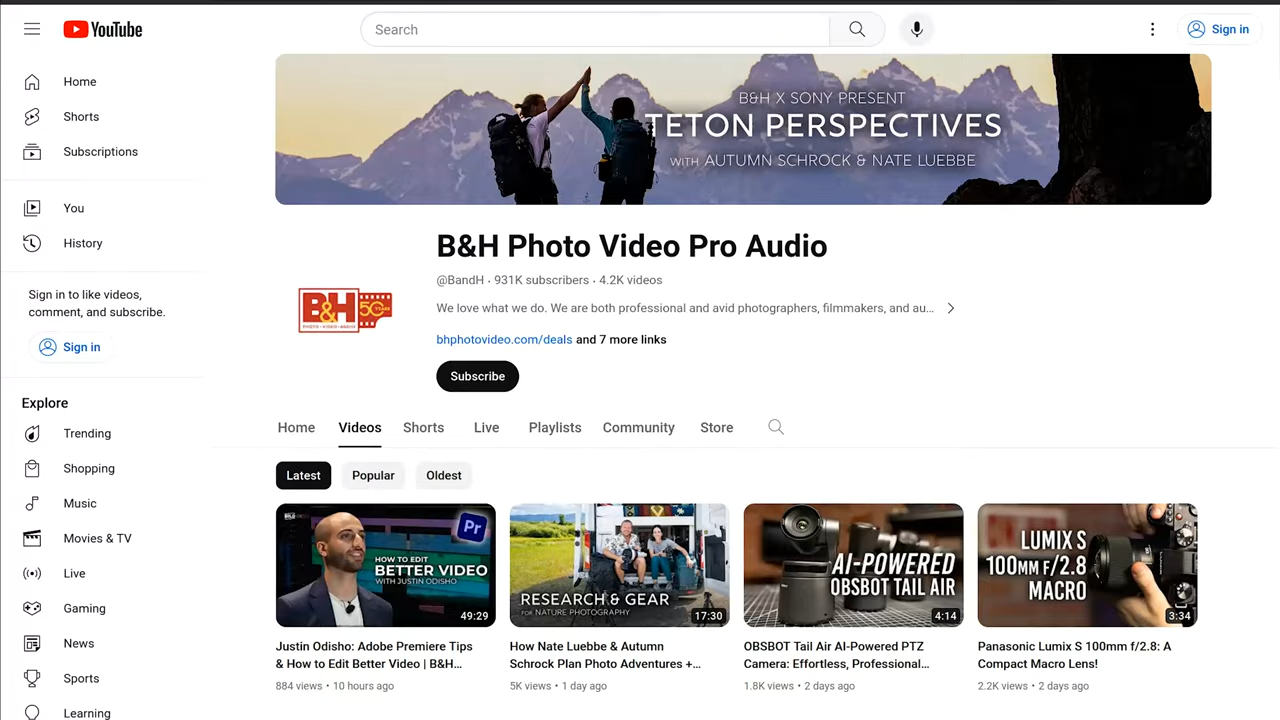 YouTube
Search
Sign in
Home
Shorts
Subscriptions
You
History
Sign in to like videos,
comment, and subscribe.
Sign in
Explore
Trending
Shopping
Music
Movies & TV
Live
Gaming
News
Sports
Learning
B&H X SONY PRESENT
TETON PERSPECTIVES
WITH AUTUMN SCHROCK & NATE LUEBBE
B&H
50
YEARS
PHOTO • VIDEO • AUDIO
B&H Photo Video Pro Audio
@BandH · 931K subscribers · 4.2K videos
We love what we do. We are both professional and avid photographers, filmmakers, and au...
bhphotovideo.com/deals and 7 more links
Subscribe
Home Videos Shorts Live Playlists Community Store
Latest Popular Oldest
Pr
HOW TO EDIT
BETTER VIDEO
WITH JUSTIN ODISHO
49:29
Justin Odisho: Adobe Premiere Tips
& How to Edit Better Video | B&H...
884 views • 10 hours ago
RESEARCH & GEAR
FOR NATURE PHOTOGRAPHY
17:30
How Nate Luebbe & Autumn
Schrock Plan Photo Adventures +...
5K views • 1 day ago
AI-POWERED
OBSBOT TAIL AIR
4:14
OBSBOT Tail Air AI-Powered PTZ
Camera: Effortless, Professional...
1.8K views • 2 days ago
LUMIX S
100MM F/2.8
MACRO
3:34
Panasonic Lumix S 100mm f/2.8: A
Compact Macro Lens!
2.2K views • 2 days ago